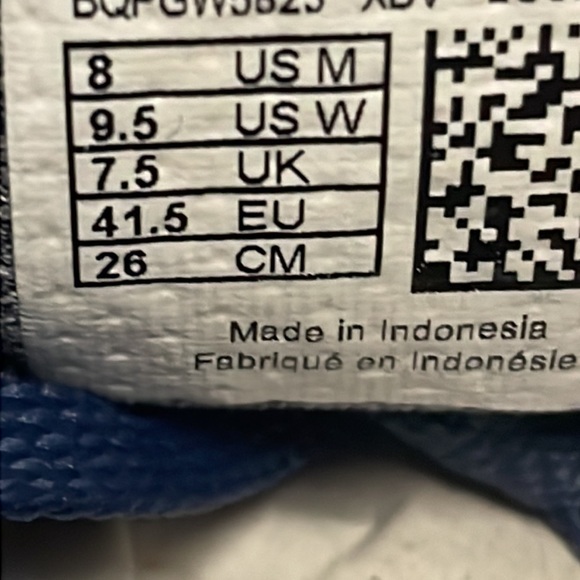 8 US M
9.5 US W
7.5 UK
41.5 EU
26 CM
Made in Indonesia
Fabriqué en Indonésie